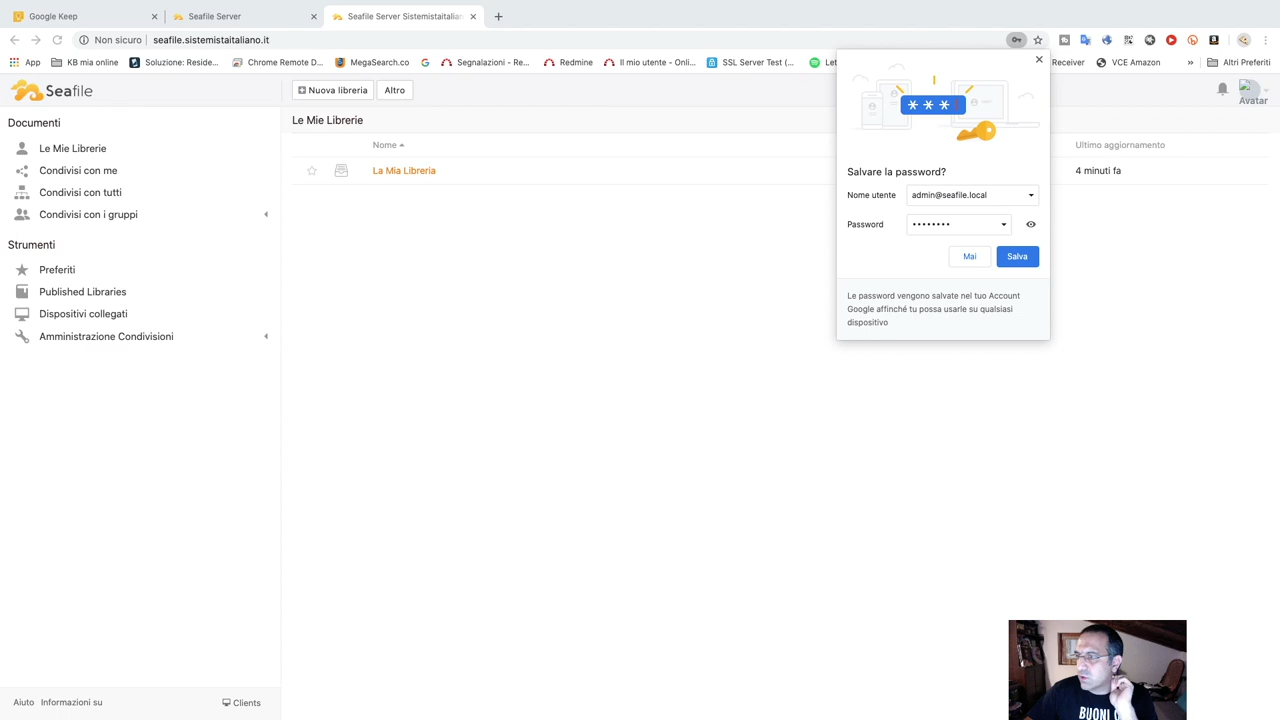 Google Keep
Seafile Server
Seafile Server Sistemistaitalian
Non sicuro
seafile.sistemistaitaliano.it
App
KB mia online
Soluzione: Reside...
Chrome Remote D...
MegaSearch.co
Segnalazioni - Re...
Redmine
Il mio utente - Onli...
SSL Server Test (...
Let
Receiver
VCE Amazon
»
Altri Preferiti
Seafile
Nuova libreria
Altro
Avatar
Documenti
Le Mie Librerie
Condivisi con me
Condivisi con tutti
Condivisi con i gruppi
Strumenti
Preferiti
Published Libraries
Dispositivi collegati
Amministrazione Condivisioni
Le Mie Librerie
Nome
Ultimo aggiornamento
La Mia Libreria
4 minuti fa
Salvare la password?
Nome utente
admin@seafile.local
Password
••••••••
Mai
Salva
Le password vengono salvate nel tuo Account
Google affinché tu possa usarle su qualsiasi
dispositivo
Aiuto
Informazioni su
Clients
BUONI